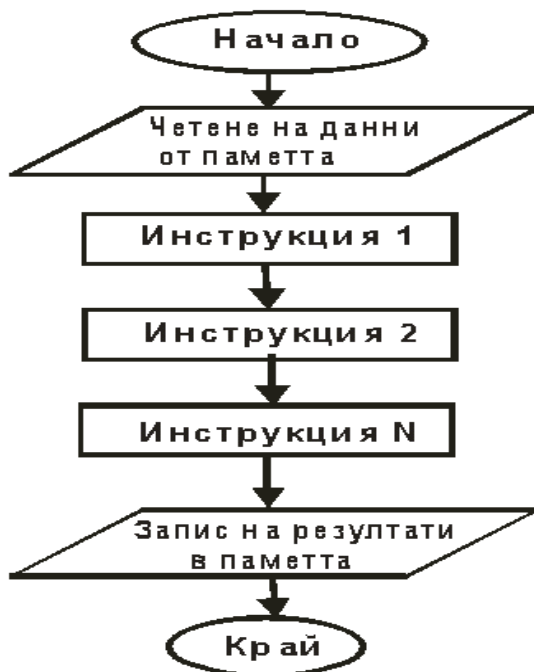 Начало
Четене на данни
от паметта
Инструкция 1
Инструкция 2
Инструкция N
Запис на резултати
в паметта
Край